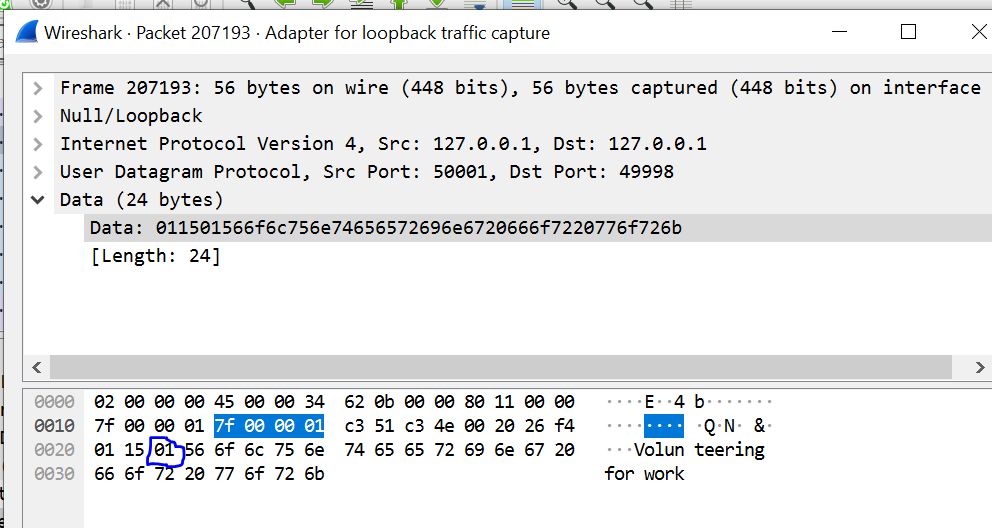 Wireshark · Packet 207193 · Adapter for loopback traffic capture
Frame 207193: 56 bytes on wire (448 bits), 56 bytes captured (448 bits) on interface
Null/Loopback
Internet Protocol Version 4, Src: 127.0.0.1, Dst: 127.0.0.1
User Datagram Protocol, Src Port: 50001, Dst Port: 49998
Data (24 bytes)
Data: 011501566f6c756e74656572696e6720666f7220776f726b
[Length: 24]
0000 02 00 00 00 45 00 00 34 62 0b 00 00 80 11 00 00 ····E··4 b·······
0010 7f 00 00 01 7f 00 00 01 c3 51 c3 4e 00 20 26 f4 ········ ·Q·N· &·
0020 01 15 01 56 6f 6c 75 6e 74 65 65 72 69 6e 67 20 ···Volun teering
0030 66 6f 72 20 77 6f 72 6b for work